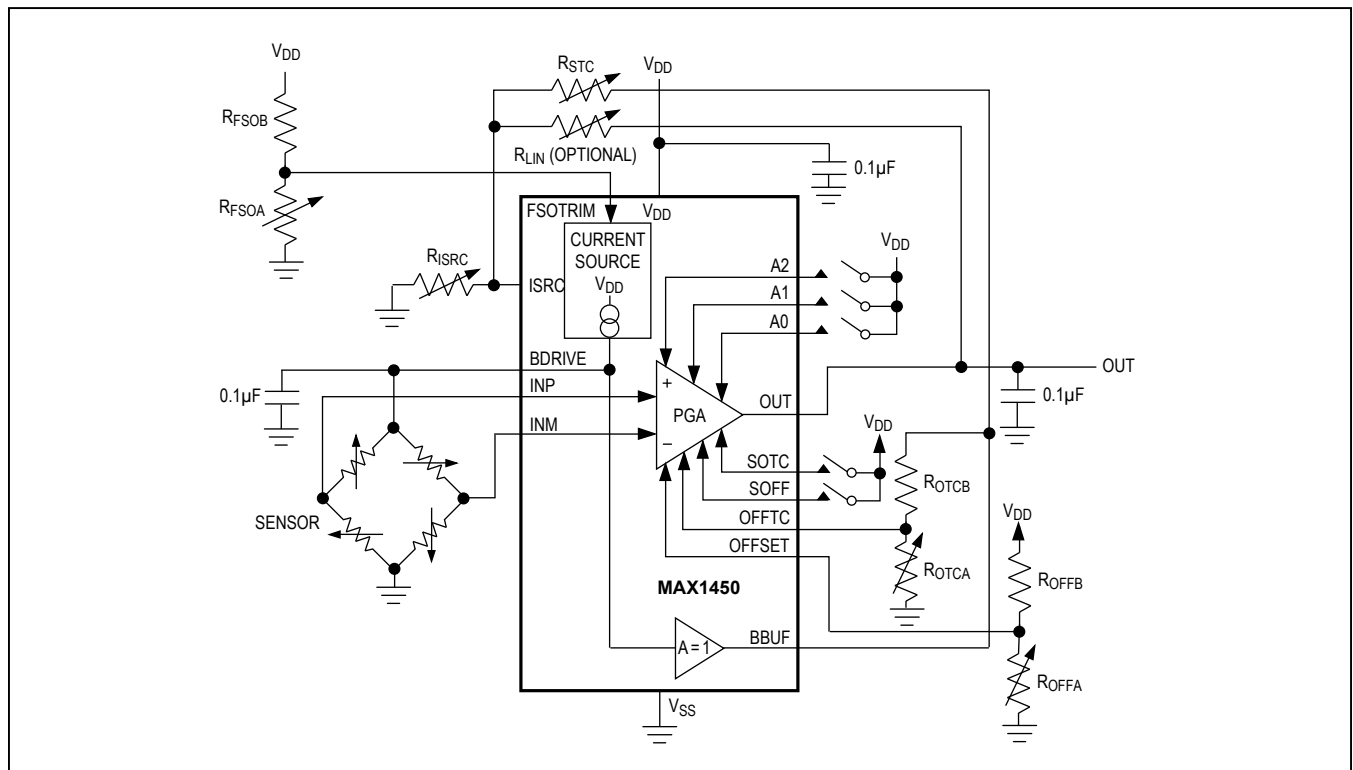 VDD
RFSOB
RFSOA
RSTC
VDD
RLIN (OPTIONAL)
0.1µF
FSOTRIM
VDD
CURRENT
SOURCE
VDD
RISRC
ISRC
A2
A1
A0
VDD
BDRIVE
INP
INM
0.1µF
SENSOR
+
PGA
−
OUT
OUT
0.1µF
SOTC
SOFF
OFFTC
OFFSET
VDD
ROTCB
ROTCA
VDD
ROFFB
ROFFA
MAX1450
A = 1
BBUF
VSS